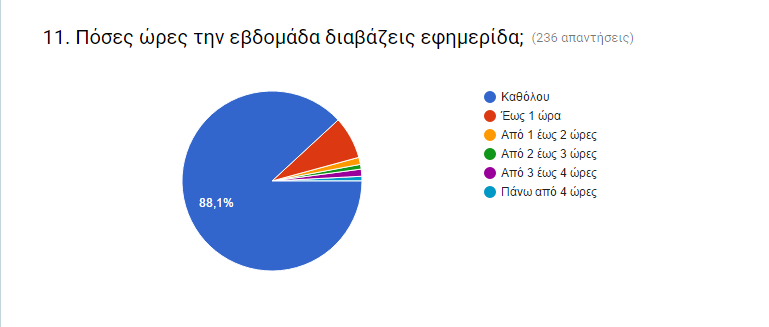 11. Πόσες ώρες την εβδομάδα διαβάζεις εφημερίδα; (236 απαντήσεις)
Καθόλου
Έως 1 ώρα
Από 1 έως 2 ώρες
Από 2 έως 3 ώρες
Από 3 έως 4 ώρες
Πάνω από 4 ώρες
88,1%